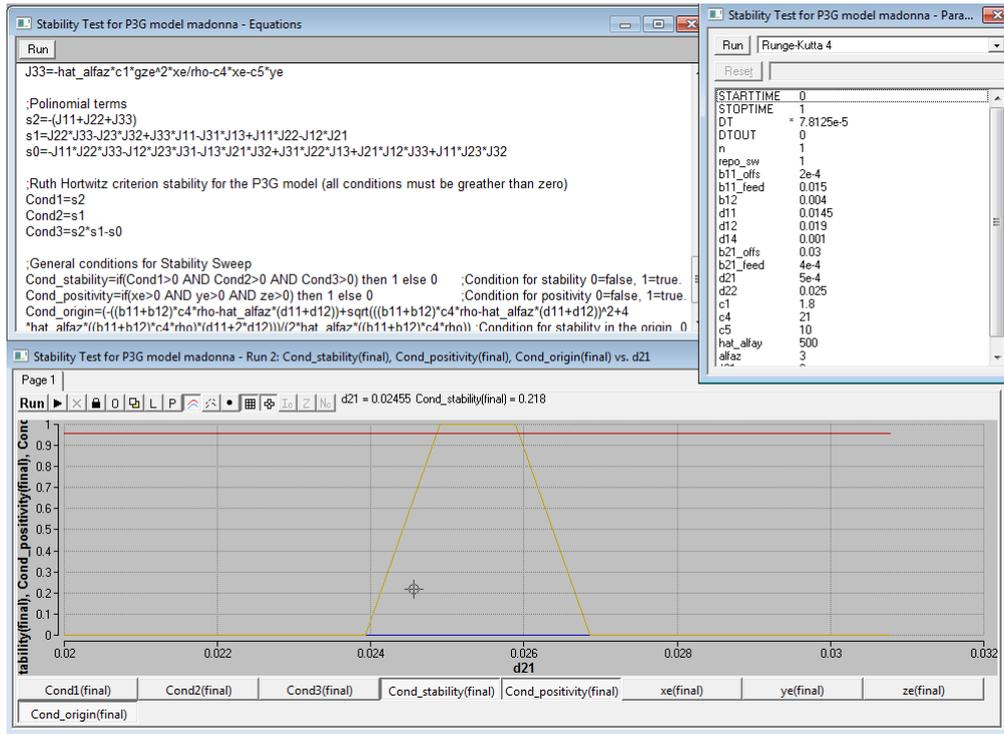 Stability Test for P3G model madonna - Equations
Run
J33=-hat_alfaz*c1*gze^2*xe/rho-c4*xe-c5*ye
;Polinomial terms
s2=-(J11+J22+J33)
s1=J22*J33-J23*J32+J33*J11-J31*J13+J11*J22-J12*J21
s0=-J11*J22*J33-J12*J23*J31-J13*J21*J32+J31*J22*J13+J21*J12*J33+J11*J23*J32
;Ruth Hortwitz criterion stability for the P3G model (all conditions must be greather than zero)
Cond1=s2
Cond2=s1
Cond3=s2*s1-s0
;General conditions for Stability Sweep
Cond_stability=if(Cond1>0 AND Cond2>0 AND Cond3>0) then 1 else 0 ;Condition for stability 0=false, 1=true.
Cond_positivity=if(xe>0 AND ye>0 AND ze>0) then 1 else 0 ;Condition for positivity 0=false, 1=true.
Cond_origin=(-((b11+b12)*c4*rho-hat_alfaz*(d11+d12))+sqrt(((b11+b12)*c4*rho-hat_alfaz*(d11+d12))^2+4
*hat_alfaz*((b11+b12)*c4*rho)*(d11+2*d12)))/(2*hat_alfaz*((b11+b12)*c4*rho)) ;Condition for stability in the origin 0
Stability Test for P3G model madonna - Para...
Run Runge-Kutta 4
Reset
STARTTIME 0
STOPTIME 1
DT * 7.8125e-5
DTOUT 0
n 1
repo_sw 1
b11_offs 2e-4
b11_feed 0.015
b12 0.004
d11 0.0145
d12 0.019
d14 0.001
b21_offs 0.03
b21_feed 4e-4
d21 5e-4
d22 0.025
c1 1.8
c4 21
c5 10
hat_alfay 500
alfaz 3
Stability Test for P3G model madonna - Run 2: Cond_stability(final), Cond_positivity(final), Cond_origin(final) vs. d21
Page 1
Run 0 L P Ic Z Nc d21 = 0.02455 Cond_stability(final) = 0.218
tability(final), Cond_positivity(final), Cond
1
0.9
0.8
0.7
0.6
0.5
0.4
0.3
0.2
0.1
0
0.02 0.022 0.024 0.026 0.028 0.03 0.032
d21
Cond1(final) Cond2(final) Cond3(final) Cond_stability(final) Cond_positivity(final) xe(final) ye(final) ze(final)
Cond_origin(final)